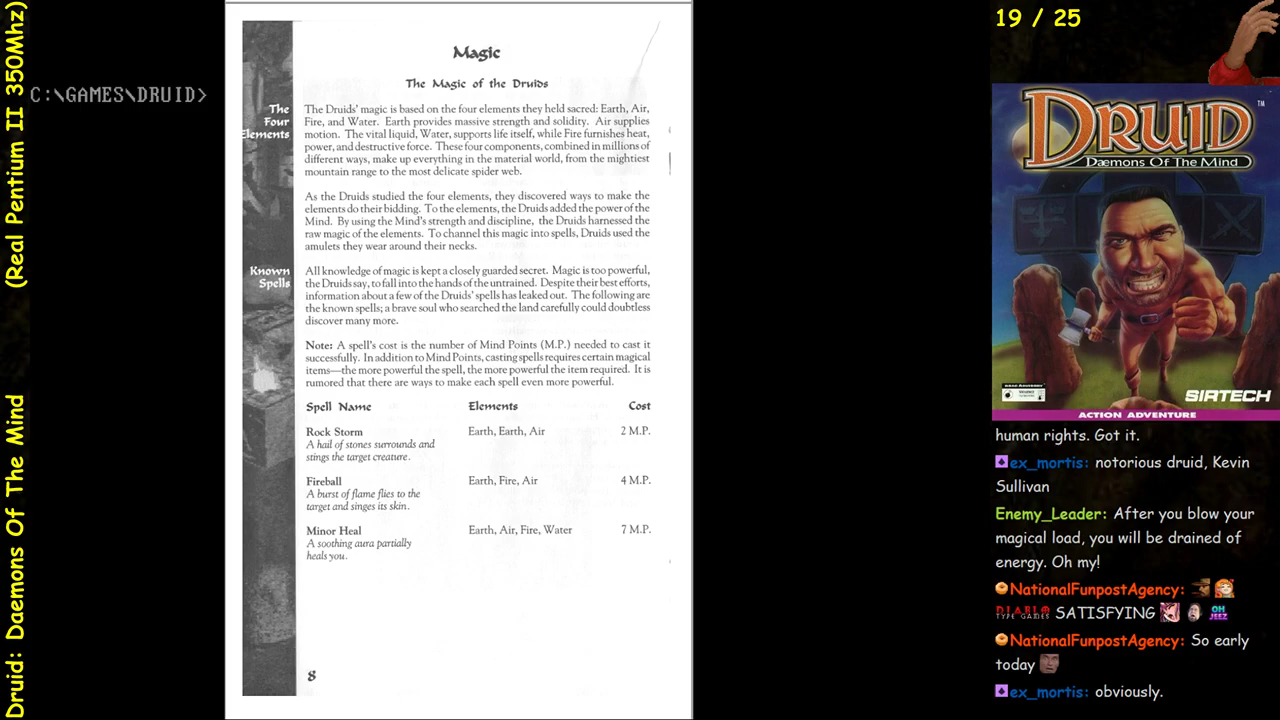 Druid: Daemons Of The Mind (Real Pentium II 350Mhz)
C:\GAMES\DRUID>
Magic
The Magic of the Druids
The
Four
Elements
The Druids' magic is based on the four elements they held sacred: Earth, Air,
Fire, and Water. Earth provides massive strength and solidity. Air supplies
motion. The vital liquid, Water, supports life itself, while Fire furnishes heat,
power, and destructive force. These four components, combined in millions of
different ways, make up everything in the material world, from the mightiest
mountain range to the most delicate spider web.
As the Druids studied the four elements, they discovered ways to make the
elements do their bidding. To the elements, the Druids added the power of the
Mind. By using the Mind's strength and discipline, the Druids harnessed the
raw magic of the elements. To channel this magic into spells, Druids used the
amulets they wear around their necks.
Known
Spells
All knowledge of magic is kept a closely guarded secret. Magic is too powerful,
the Druids say, to fall into the hands of the untrained. Despite their best efforts,
information about a few of the Druids' spells has leaked out. The following are
the known spells; a brave soul who searched the land carefully could doubtless
discover many more.
Note: A spell's cost is the number of Mind Points (M.P.) needed to cast it
successfully. In addition to Mind Points, casting spells requires certain magical
items—the more powerful the spell, the more powerful the item required. It is
rumored that there are ways to make each spell even more powerful.
Spell Name Elements Cost
Rock Storm Earth, Earth, Air 2 M.P.
A hail of stones surrounds and
stings the target creature.
Fireball Earth, Fire, Air 4 M.P.
A burst of flame flies to the
target and singes its skin.
Minor Heal Earth, Air, Fire, Water 7 M.P.
A soothing aura partially
heals you.
8
19 / 25
DRUID™
Dæmons Of The Mind
SIRTECH
ACTION ADVENTURE
human rights. Got it.
ex_mortis: notorious druid, Kevin
Sullivan
Enemy_Leader: After you blow your
magical load, you will be drained of
energy. Oh my!
NationalFunpostAgency:
DIABLO TYPE GAMES SATISFYING OH JEEZ
NationalFunpostAgency: So early
today
ex_mortis: obviously.